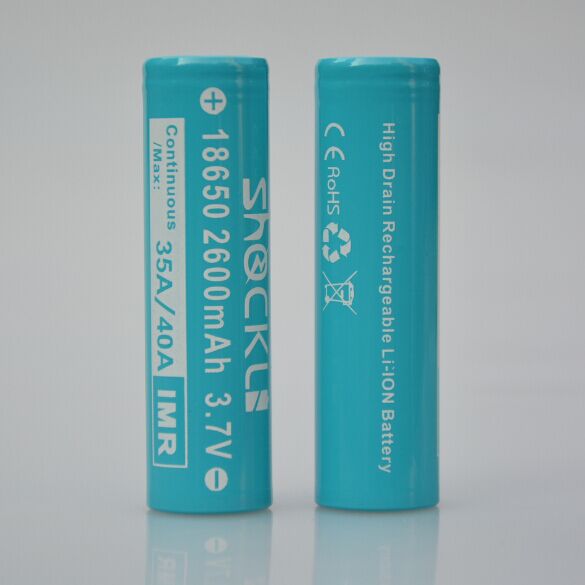 SHOCKLI
18650 2600mAh 3.7V
Continuous
/Max:
35A/40A
IMR
High Drain Rechargeable Li-ION Battery
CE RoHS